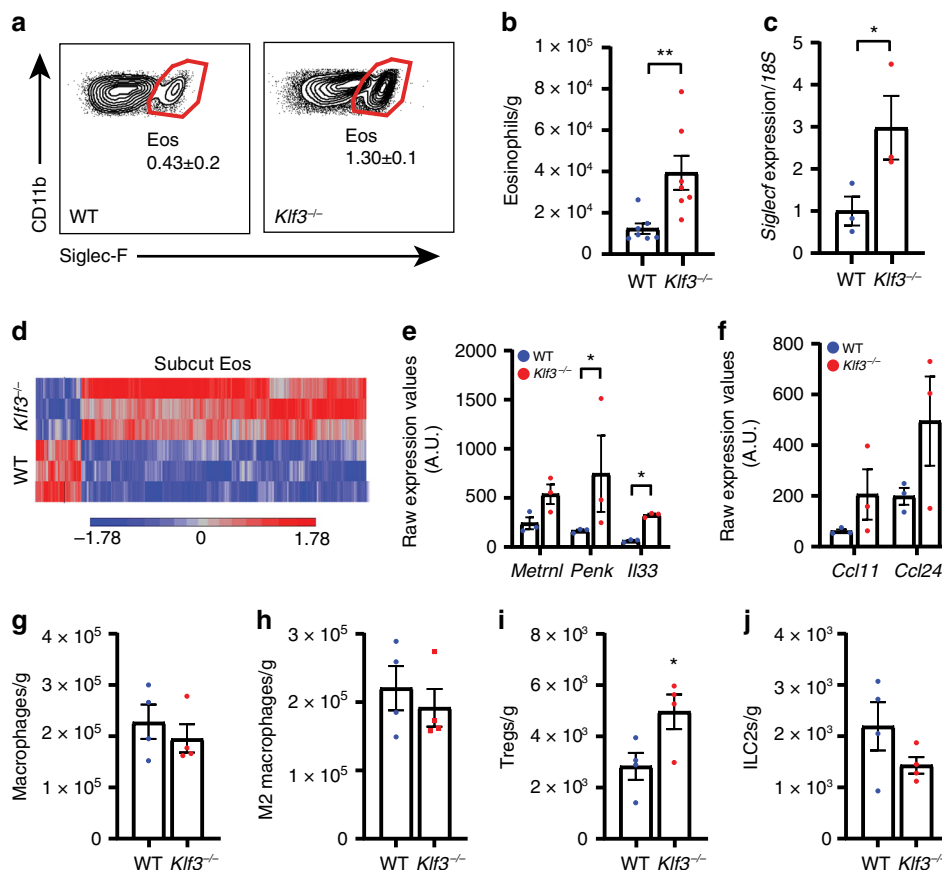 a
CD11b
Eos
0.43±0.2
WT
Eos
1.30±0.1
Klf3⁻/⁻
Siglec-F
b
Eosinophils/g
1 × 10⁵
8 × 10⁴
6 × 10⁴
4 × 10⁴
2 × 10⁴
0
**
WT Klf3⁻/⁻
c
Siglecf expression/18S
5
4
3
2
1
0
*
WT Klf3⁻/⁻
d
Subcut Eos
Klf3⁻/⁻
WT
−1.78 0 1.78
e
Raw expression values
(A.U.)
2000
1500
1000
500
0
WT
Klf3⁻/⁻
*
*
Metrnl Penk Il33
f
Raw expression values
(A.U.)
800
600
400
200
0
WT
Klf3⁻/⁻
Ccl11 Ccl24
g
Macrophages/g
4 × 10⁵
3 × 10⁵
2 × 10⁵
1 × 10⁵
0
WT Klf3⁻/⁻
h
M2 macrophages/g
3 × 10⁵
2 × 10⁵
1 × 10⁵
0
WT Klf3⁻/⁻
i
Tregs/g
8 × 10³
6 × 10³
4 × 10³
2 × 10³
0
*
WT Klf3⁻/⁻
j
ILC2s/g
4 × 10³
3 × 10³
2 × 10³
1 × 10³
0
WT Klf3⁻/⁻